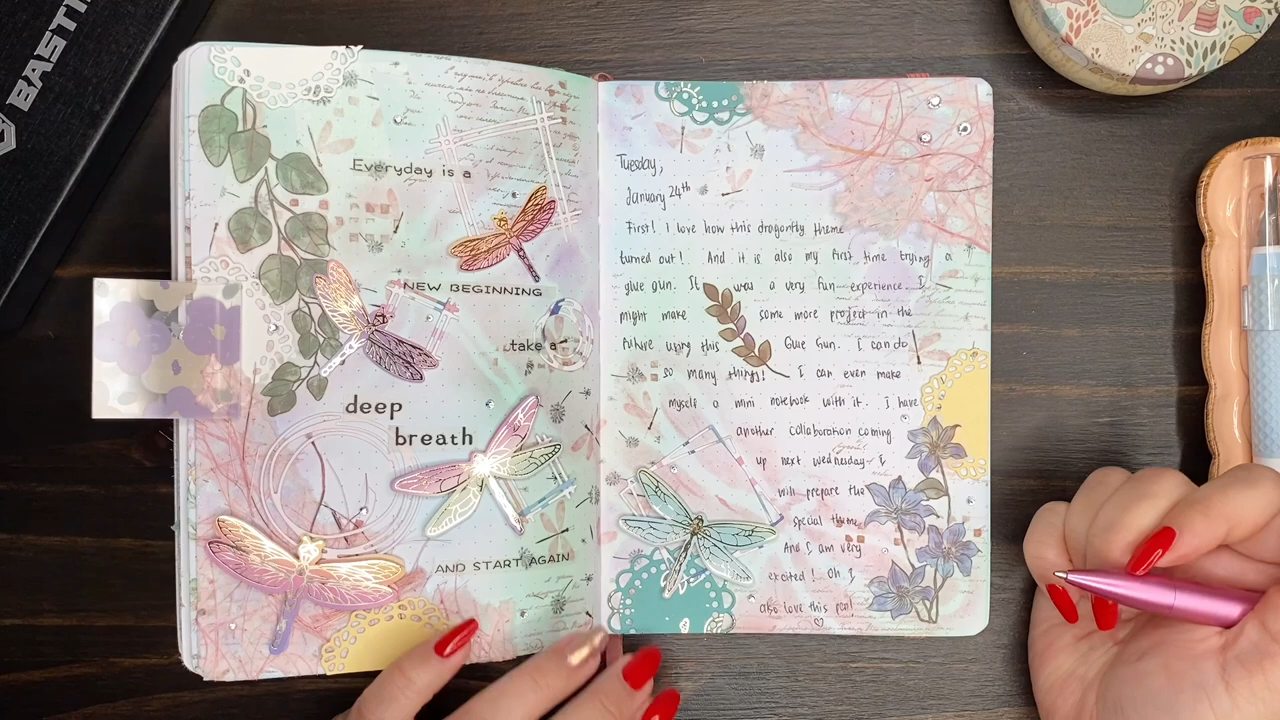 BASTI
Everyday is a
NEW BEGINNING
take a
deep
breath
AND START AGAIN
Tuesday,
January 24th
First! I love how this dragonfly theme
turned out! And it is also my first time trying a
glue gun. It was a very fun experience. I
might make some more project in the
future using this Glue Gun. I can do
so many things! I can even make
myself a mini notebook with it. I have
another collaboration coming
up next wednesday. I
will prepare the
special theme.
And I am very
excited! Oh I
also love this pen!